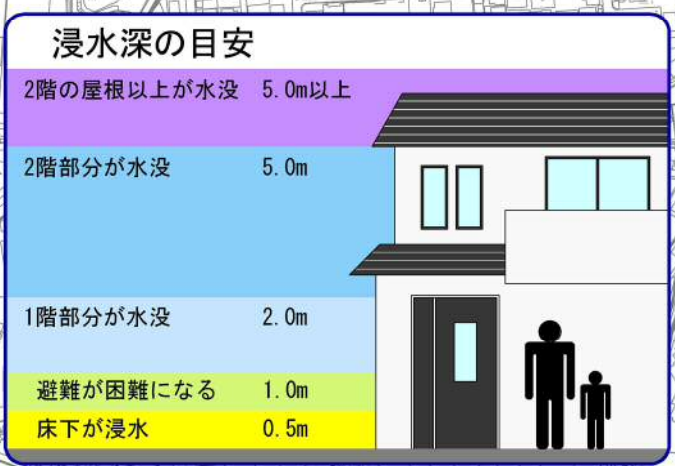 浸水深の目安
2階の屋根以上が水没 5.0m以上
2階部分が水没 5.0m
1階部分が水没 2.0m
避難が困難になる 1.0m
床下が浸水 0.5m